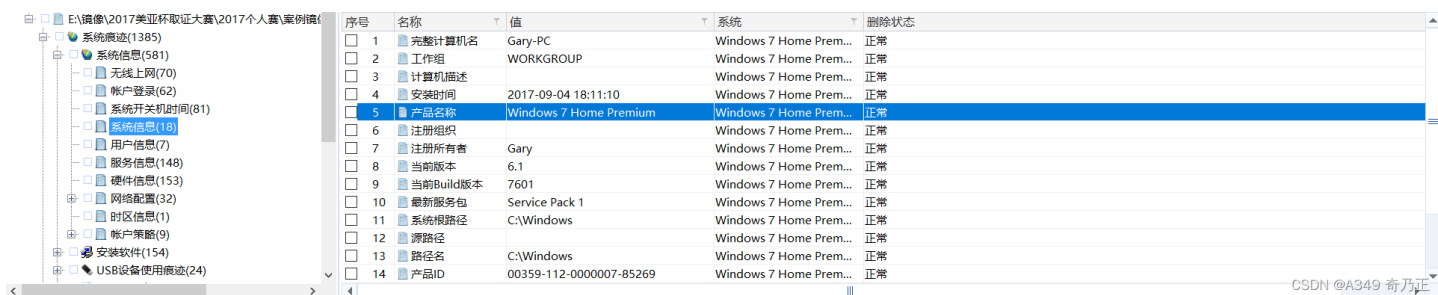 E:\镜像\2017美亚杯取证大赛\2017个人赛\案例镜像
系统痕迹(1385)
系统信息(581)
无线上网(70)
帐户登录(62)
系统开关机时间(81)
系统信息(18)
用户信息(7)
服务信息(148)
硬件信息(153)
网络配置(32)
时区信息(1)
帐户策略(9)
安装软件(154)
USB设备使用痕迹(24)
序号 名称 值 系统 删除状态
1 完整计算机名 Gary-PC Windows 7 Home Prem... 正常
2 工作组 WORKGROUP Windows 7 Home Prem... 正常
3 计算机描述 Windows 7 Home Prem... 正常
4 安装时间 2017-09-04 18:11:10 Windows 7 Home Prem... 正常
5 产品名称 Windows 7 Home Premium Windows 7 Home Prem... 正常
6 注册组织 Windows 7 Home Prem... 正常
7 注册所有者 Gary Windows 7 Home Prem... 正常
8 当前版本 6.1 Windows 7 Home Prem... 正常
9 当前Build版本 7601 Windows 7 Home Prem... 正常
10 最新服务包 Service Pack 1 Windows 7 Home Prem... 正常
11 系统根路径 C:\Windows Windows 7 Home Prem... 正常
12 源路径 Windows 7 Home Prem... 正常
13 路径名 C:\Windows Windows 7 Home Prem... 正常
14 产品ID 00359-112-0000007-85269 Windows 7 Home Prem... 正常
CSDN @A349 奇乃正